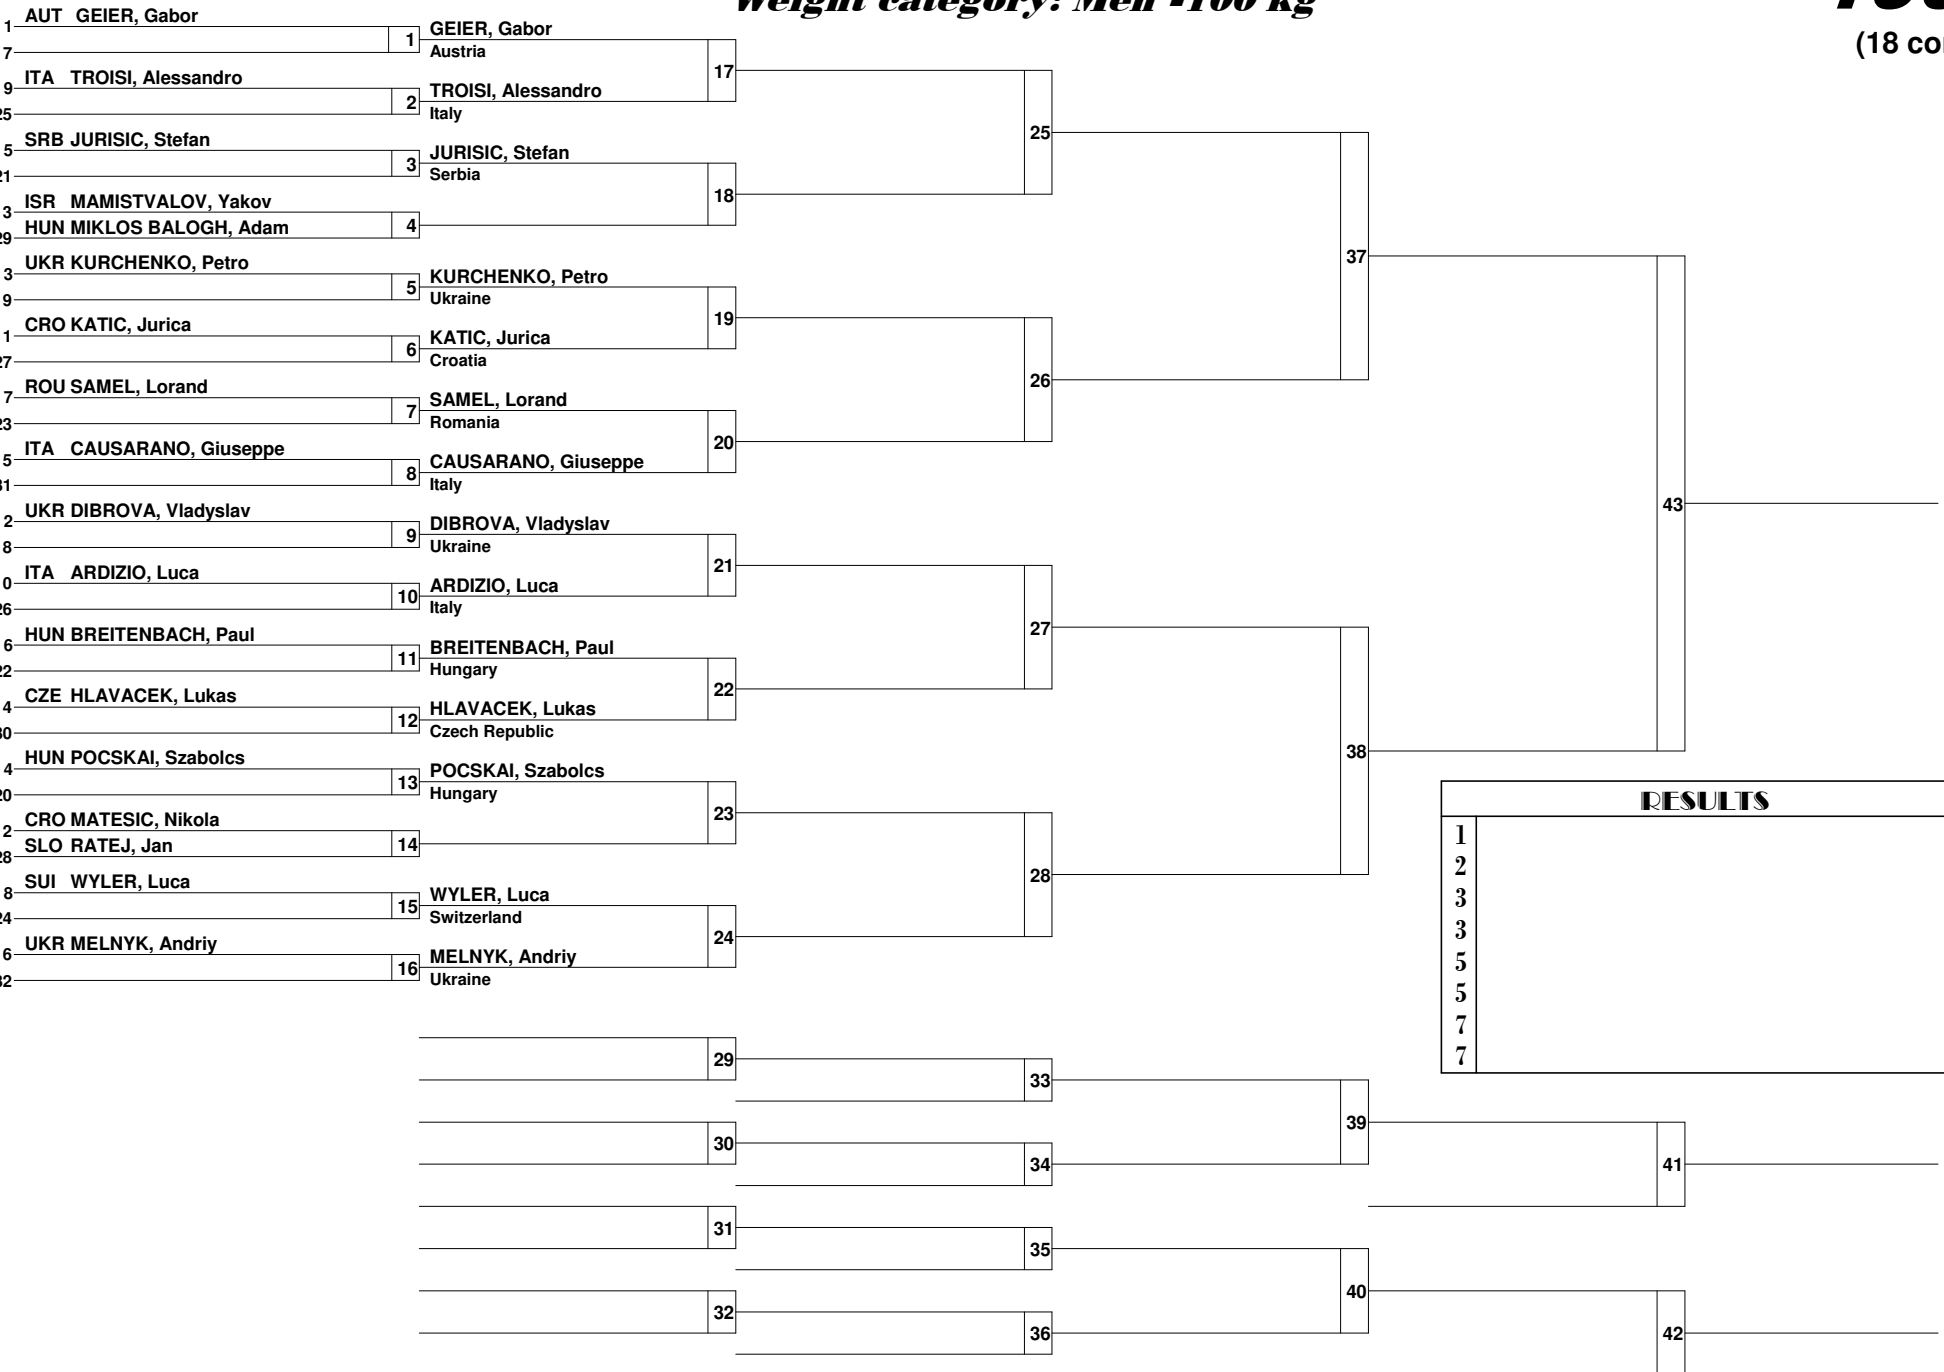 Weight category: Men -100 kg
(18 co
1 AUT GEIER, Gabor
7
1
GEIER, Gabor
Austria
17
9 ITA TROISI, Alessandro
25
2
TROISI, Alessandro
Italy
25
5 SRB JURISIC, Stefan
21
3
JURISIC, Stefan
Serbia
18
3 ISR MAMISTVALOV, Yakov
29 HUN MIKLOS BALOGH, Adam
4
37
3 UKR KURCHENKO, Petro
9
5
KURCHENKO, Petro
Ukraine
19
1 CRO KATIC, Jurica
27
6
KATIC, Jurica
Croatia
26
7 ROU SAMEL, Lorand
23
7
SAMEL, Lorand
Romania
20
5 ITA CAUSARANO, Giuseppe
31
8
CAUSARANO, Giuseppe
Italy
43
2 UKR DIBROVA, Vladyslav
8
9
DIBROVA, Vladyslav
Ukraine
21
0 ITA ARDIZIO, Luca
26
10
ARDIZIO, Luca
Italy
27
6 HUN BREITENBACH, Paul
22
11
BREITENBACH, Paul
Hungary
22
4 CZE HLAVACEK, Lukas
30
12
HLAVACEK, Lukas
Czech Republic
38
4 HUN POCSKAI, Szabolcs
20
13
POCSKAI, Szabolcs
Hungary
23
2 CRO MATESIC, Nikola
28 SLO RATEJ, Jan
14
28
8 SUI WYLER, Luca
24
15
WYLER, Luca
Switzerland
24
6 UKR MELNYK, Andriy
32
16
MELNYK, Andriy
Ukraine
RESULTS
1
2
3
3
5
5
7
7
29
33
39
30
34
41
31
35
40
32
36
42